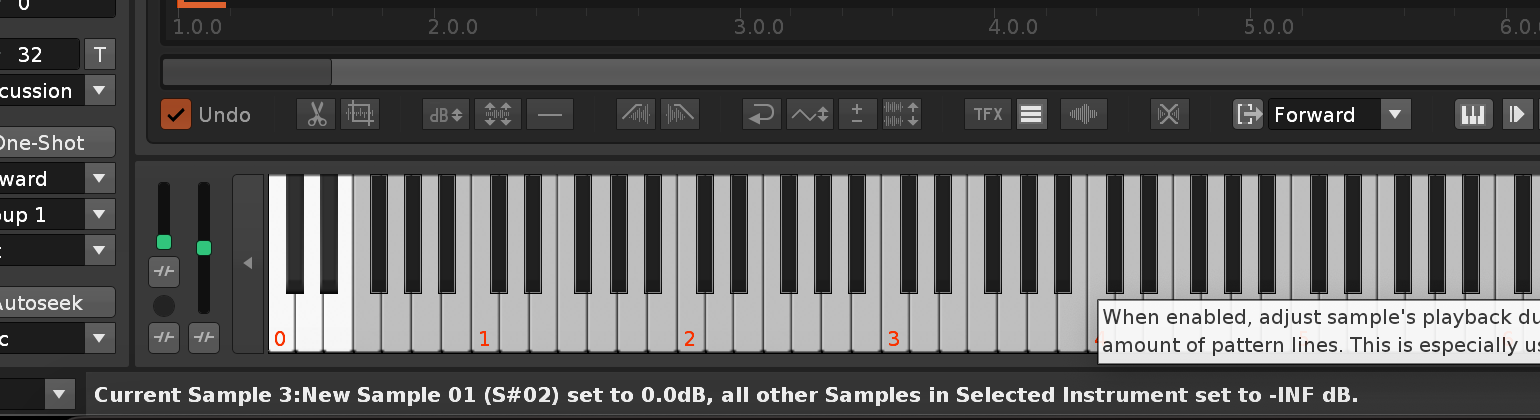 0
1.0.0 2.0.0 3.0.0 4.0.0 5.0.0 6.0.
32 T
cussion
Undo dB TFX Forward
One-Shot
ward
oup 1
Autoseek
c
0 1 2 3
When enabled, adjust sample's playback du
amount of pattern lines. This is especially us
Current Sample 3:New Sample 01 (S#02) set to 0.0dB, all other Samples in Selected Instrument set to -INF dB.